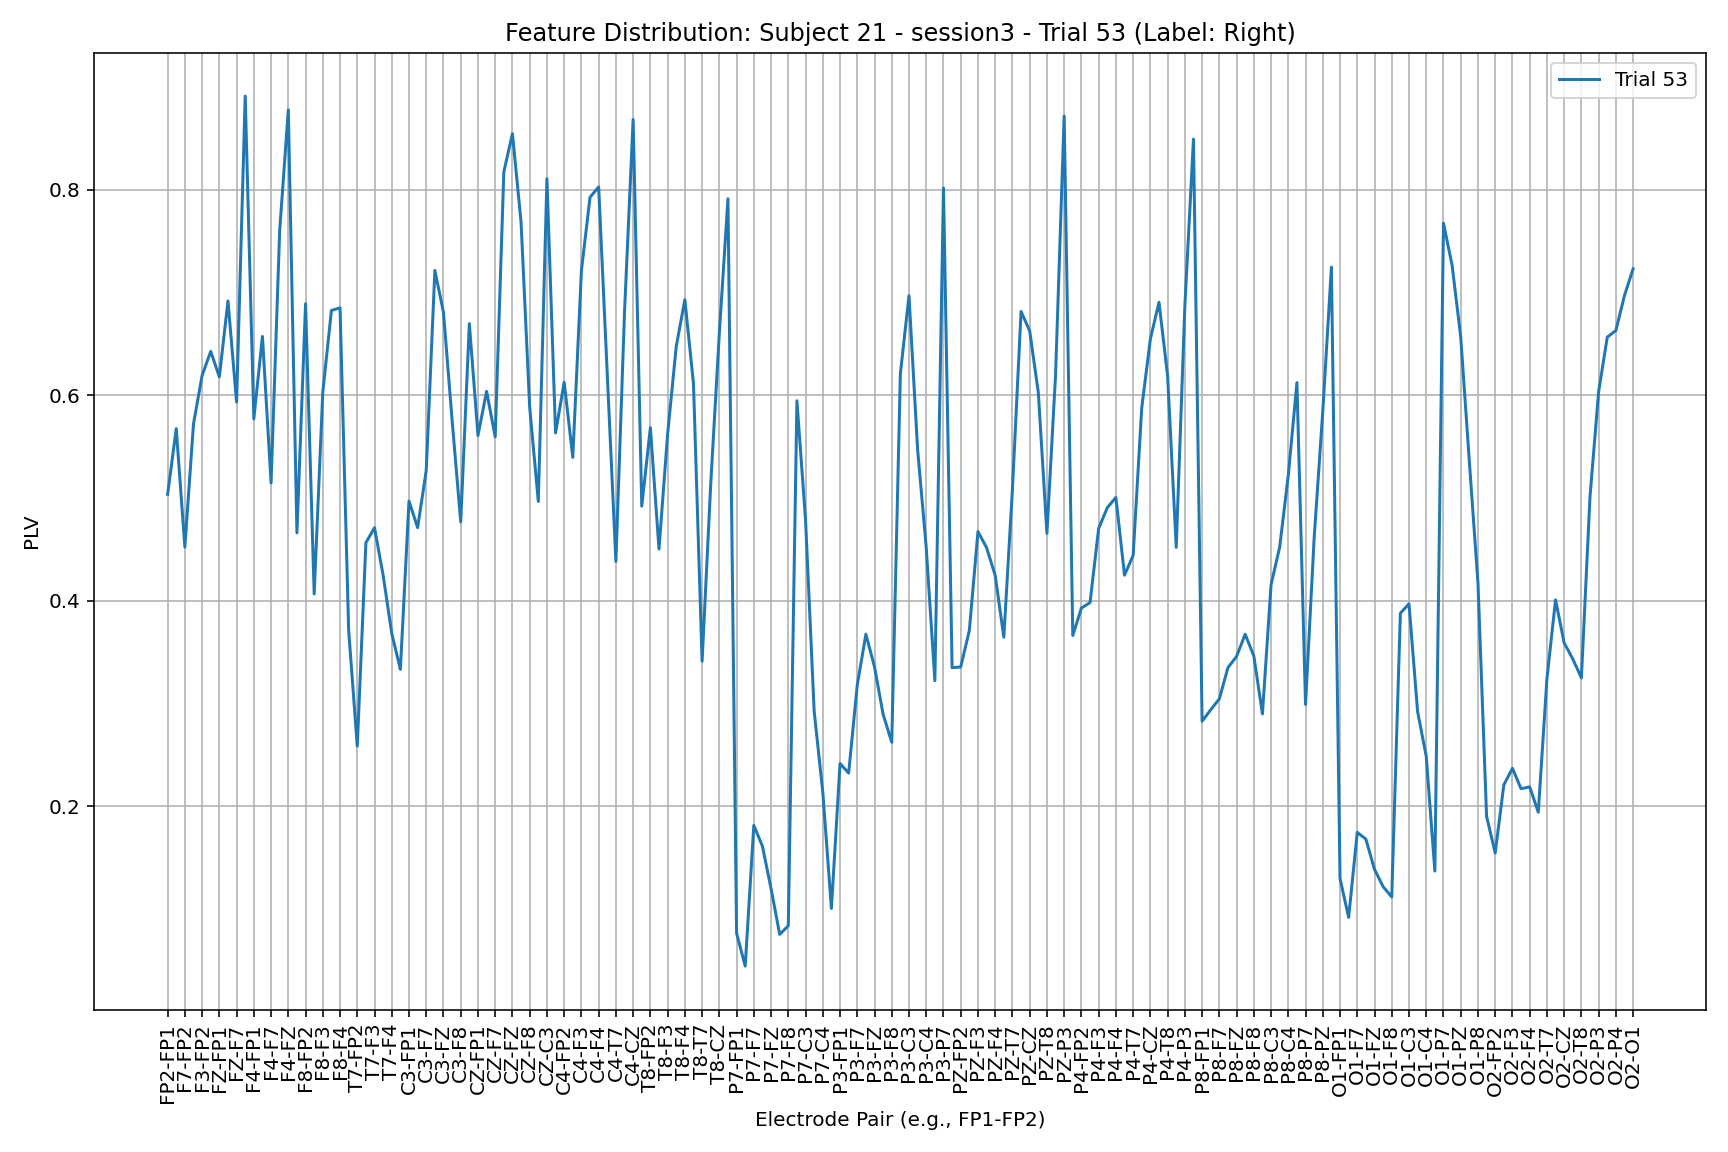 Feature Distribution: Subject 21 - session3 - Trial 53 (Label: Right)
Trial 53
PLV
0.8
0.6
0.4
0.2
FP2-FP1
F7-FP2
F3-FP2
FZ-FP1
FZ-F7
F4-FP1
F4-F7
F4-FZ
F8-FP2
F8-F3
F8-F4
T7-FP2
T7-F3
T7-F4
C3-FP1
C3-F7
C3-FZ
C3-F8
CZ-FP1
CZ-F7
CZ-FZ
CZ-F8
CZ-C3
C4-FP2
C4-F3
C4-F4
C4-T7
C4-CZ
T8-FP2
T8-F3
T8-F4
T8-T7
T8-CZ
P7-FP1
P7-F7
P7-FZ
P7-F8
P7-C3
P7-C4
P3-FP1
P3-F7
P3-FZ
P3-F8
P3-C3
P3-C4
P3-P7
PZ-FP2
PZ-F3
PZ-F4
PZ-T7
PZ-CZ
PZ-T8
PZ-P3
P4-FP2
P4-F3
P4-F4
P4-T7
P4-CZ
P4-T8
P4-P3
P8-FP1
P8-F7
P8-FZ
P8-F8
P8-C3
P8-C4
P8-P7
P8-PZ
O1-FP1
O1-F7
O1-FZ
O1-F8
O1-C3
O1-C4
O1-P7
O1-PZ
O1-P8
O2-FP2
O2-F3
O2-F4
O2-T7
O2-CZ
O2-T8
O2-P3
O2-P4
O2-O1
Electrode Pair (e.g., FP1-FP2)